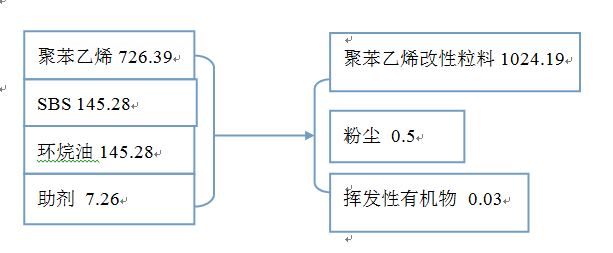 聚苯乙烯 726.39
SBS 145.28
环烷油 145.28
助剂 7.26
聚苯乙烯改性粒料 1024.19
粉尘 0.5
挥发性有机物 0.03